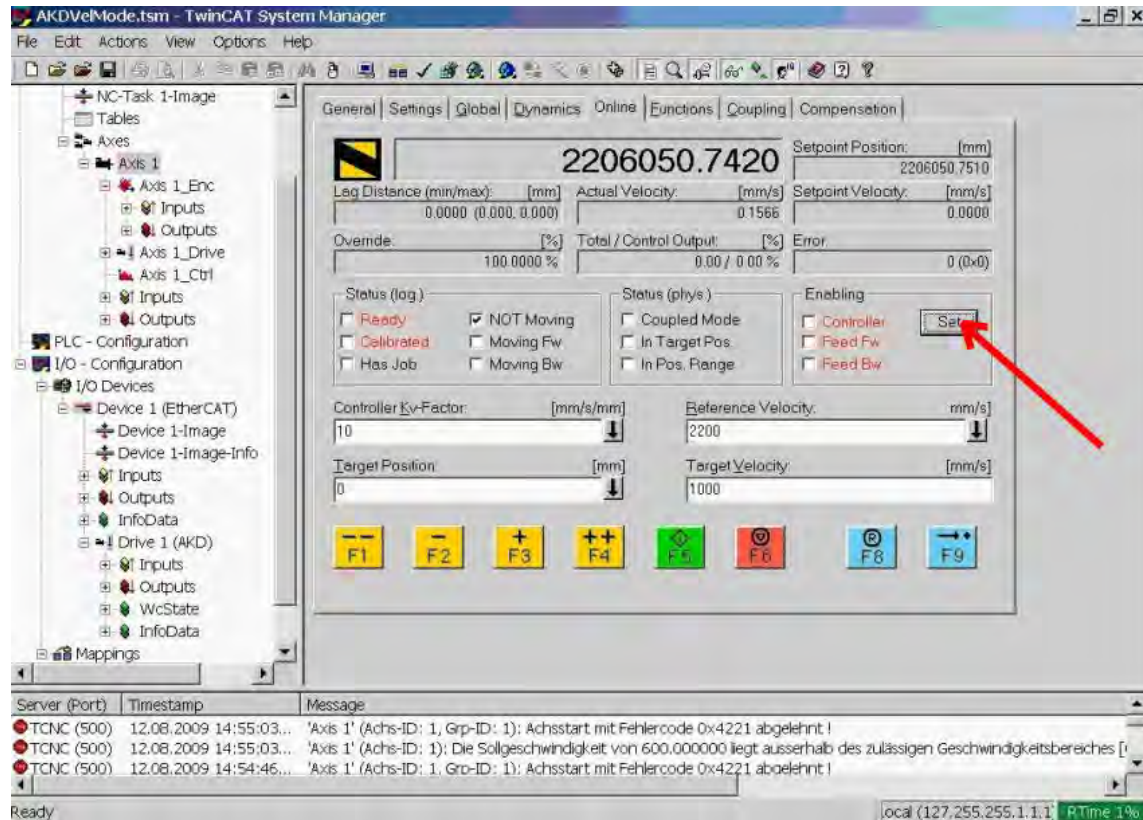 AKDVelMode.tsm - TwinCAT System Manager
File Edit Actions View Options Help
NC-Task 1-Image
Tables
Axes
Axis 1
Axis 1_Enc
Inputs
Outputs
Axis 1_Drive
Axis 1_Ctrl
Inputs
Outputs
PLC - Configuration
I/O - Configuration
I/O Devices
Device 1 (EtherCAT)
Device 1-Image
Device 1-Image-Info
Inputs
Outputs
InfoData
Drive 1 (AKD)
Inputs
Outputs
WcState
InfoData
Mappings
General Settings Global Dynamics Online Functions Coupling Compensation
2206050.7420
Setpoint Position: [mm]
2206050.7510
Lag Distance (min/max): [mm] Actual Velocity: [mm/s] Setpoint Velocity: [mm/s]
0.0000 (0.000, 0.000) 0.1566 0.0000
Override: [%] Total / Control Output: [%] Error:
100.0000 % 0.00 / 0.00 % 0 (0x0)
Status (log.) Status (phys.) Enabling
Ready NOT Moving Coupled Mode Controller Set
Calibrated Moving Fw In Target Pos. Feed Fw
Has Job Moving Bw In Pos. Range Feed Bw
Controller Kv-Factor: [mm/s/mm] Reference Velocity: mm/s]
10 2200
Target Position: [mm] Target Velocity: [mm/s]
0 1000
-- - + ++
F1 F2 F3 F4 F5 F6 F8 F9
Server (Port) Timestamp Message
TCNC (500) 12.08.2009 14:55:03... 'Axis 1' (Achs-ID: 1, Grp-ID: 1): Achsstart mit Fehlercode 0x4221 abgelehnt !
TCNC (500) 12.08.2009 14:55:03... 'Axis 1' (Achs-ID: 1): Die Sollgeschwindigkeit von 600.000000 liegt ausserhalb des zulässigen Geschwindigkeitsbereiches [
TCNC (500) 12.08.2009 14:54:46... 'Axis 1' (Achs-ID: 1, Grp-ID: 1): Achsstart mit Fehlercode 0x4221 abgelehnt !
Ready ocal (127.255.255.1.1.1 RTime 1%